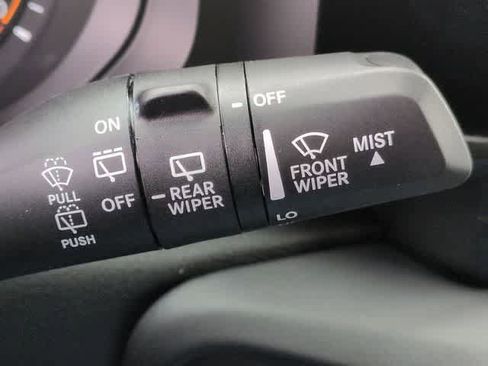 OFF
ON
PULL
OFF
PUSH
REAR
WIPER
FRONT
WIPER
MIST
LO